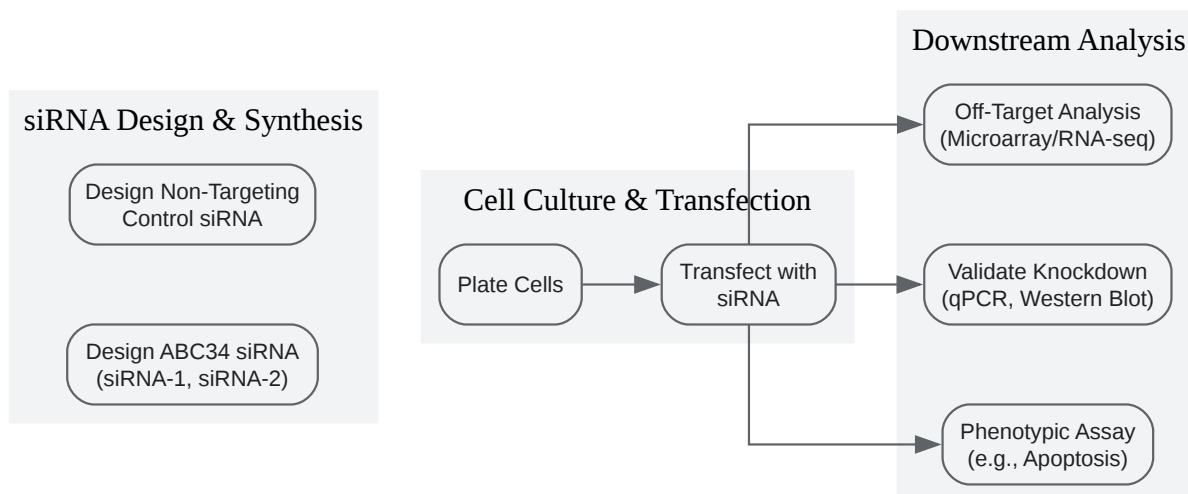 siRNA Design & Synthesis
Design Non-Targeting
Control siRNA
Design ABC34 siRNA
(siRNA-1, siRNA-2)
Cell Culture & Transfection
Plate Cells
Transfect with
siRNA
Downstream Analysis
Off-Target Analysis
(Microarray/RNA-seq)
Validate Knockdown
(qPCR, Western Blot)
Phenotypic Assay
(e.g., Apoptosis)